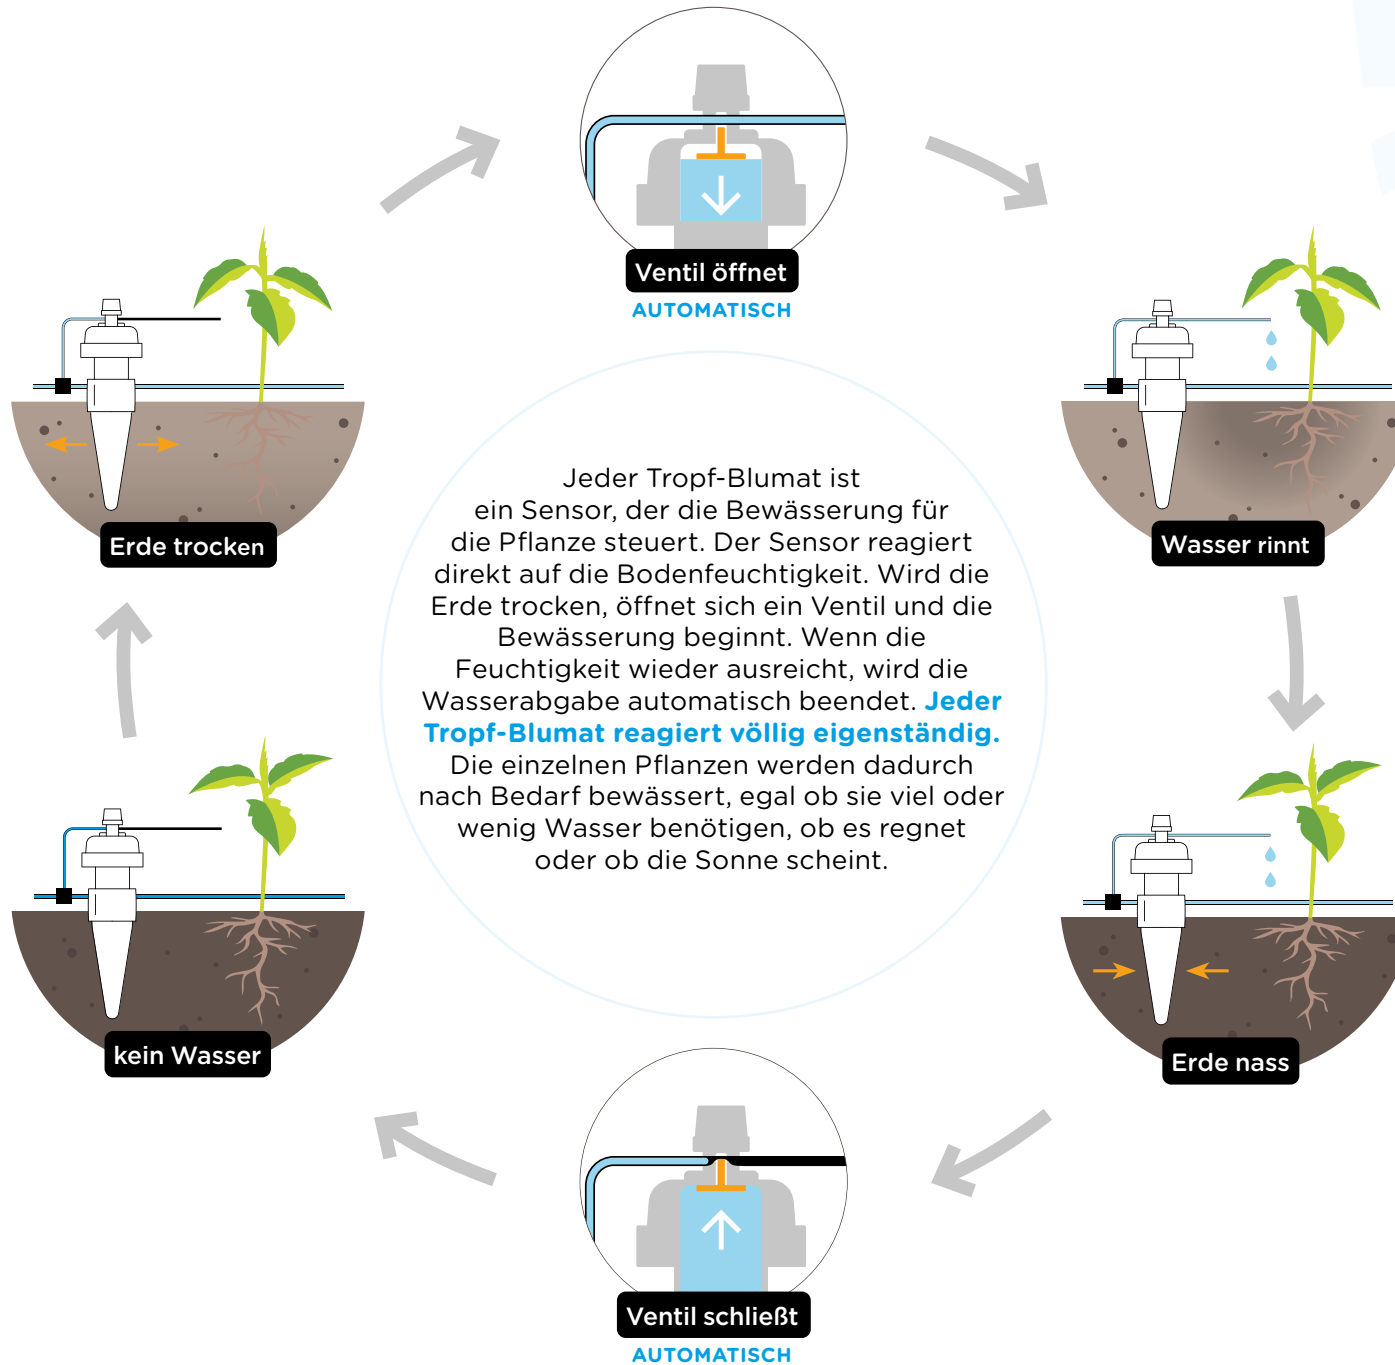 Ventil öffnet
AUTOMATISCH
Erde trocken
Wasser rinnt
Jeder Tropf-Blumat ist
ein Sensor, der die Bewässerung für
die Pflanze steuert. Der Sensor reagiert
direkt auf die Bodenfeuchtigkeit. Wird die
Erde trocken, öffnet sich ein Ventil und die
Bewässerung beginnt. Wenn die
Feuchtigkeit wieder ausreicht, wird die
Wasserabgabe automatisch beendet. Jeder
Tropf-Blumat reagiert völlig eigenständig.
Die einzelnen Pflanzen werden dadurch
nach Bedarf bewässert, egal ob sie viel oder
wenig Wasser benötigen, ob es regnet
oder ob die Sonne scheint.
kein Wasser
Erde nass
Ventil schließt
AUTOMATISCH